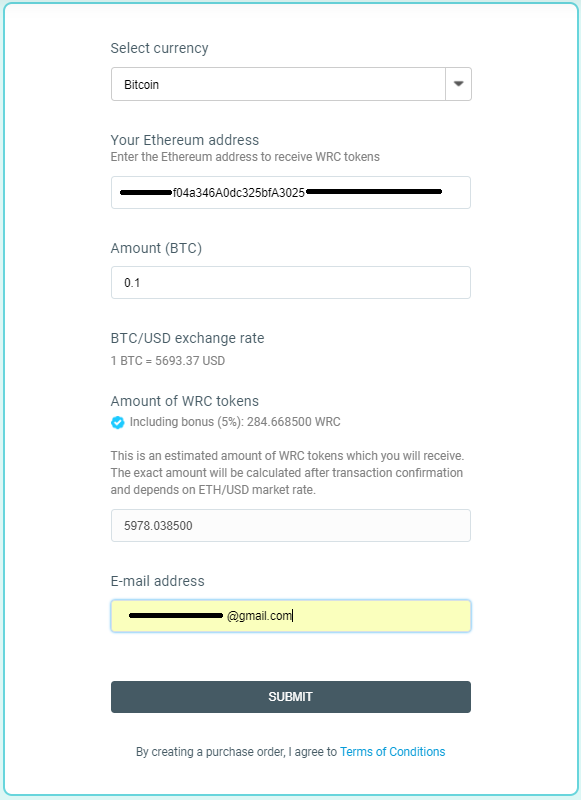 Select currency
Bitcoin
Your Ethereum address
Enter the Ethereum address to receive WRC tokens
f04a346A0dc325bfA3025
Amount (BTC)
0.1
BTC/USD exchange rate
1 BTC = 5693.37 USD
Amount of WRC tokens
Including bonus (5%): 284.668500 WRC
This is an estimated amount of WRC tokens which you will receive.
The exact amount will be calculated after transaction confirmation
and depends on ETH/USD market rate.
5978.038500
E-mail address
@gmail.com
SUBMIT
By creating a purchase order, I agree to Terms of Conditions